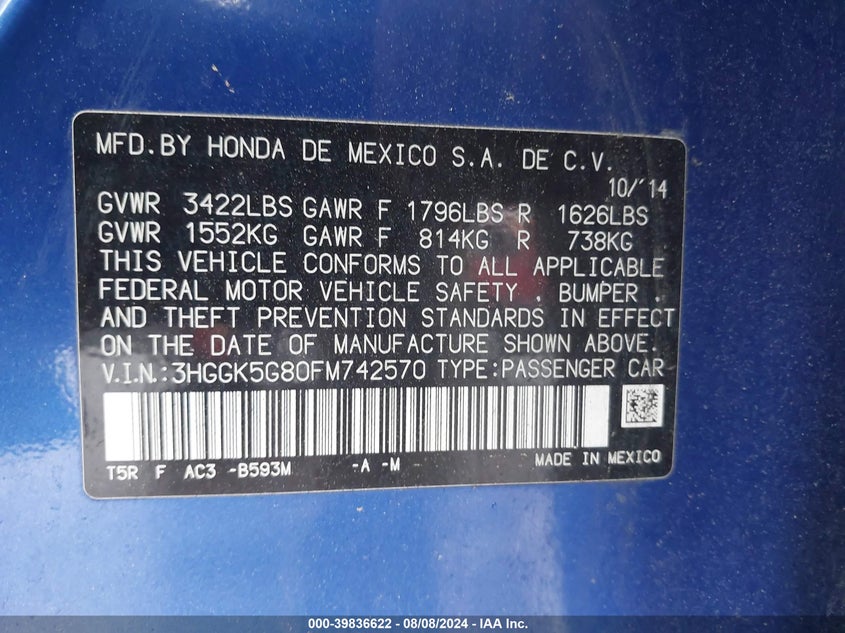 MFD.BY HONDA DE MEXICO S.A. DE C.V.
10/'14
GVWR 3422LBS GAWR F 1796LBS R 1626LBS
GVWR 1552KG GAWR F 814KG R 738KG
THIS VEHICLE CONFORMS TO ALL APPLICABLE
FEDERAL MOTOR VEHICLE SAFETY , BUMPER ,
AND THEFT PREVENTION STANDARDS IN EFFECT
ON THE DATE OF MANUFACTURE SHOWN ABOVE.
V.I.N.:3HGGK5G80FM742570 TYPE:PASSENGER CAR
T5R F AC3 -B593M -A -M- MADE IN MEXICO
000-39836622 - 08/08/2024 - IAA Inc.